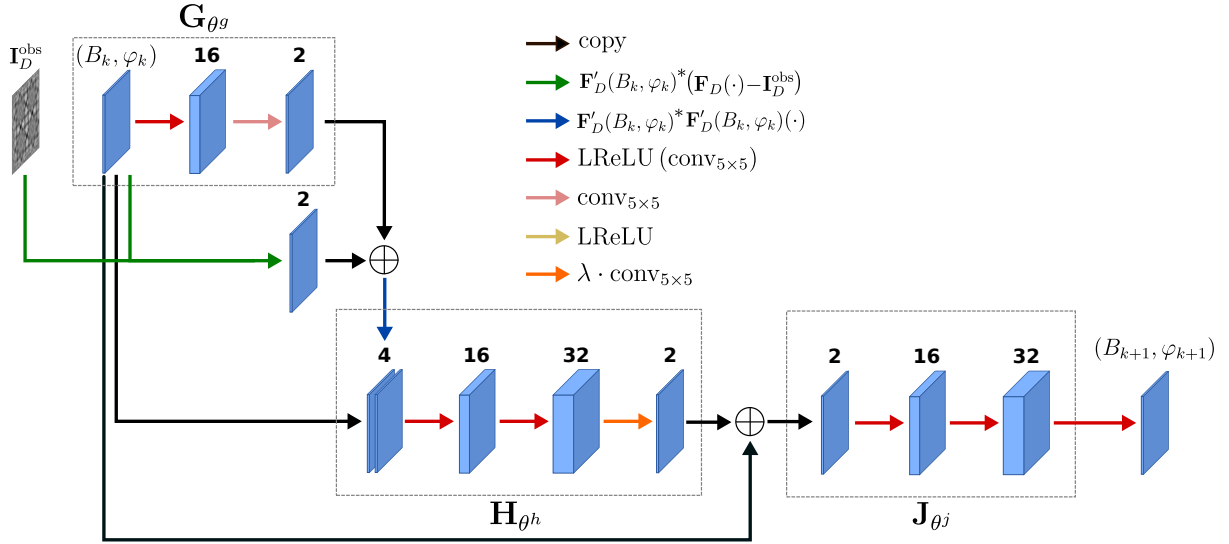 G_{θ^g}
I_D^{obs}
(B_k, φ_k)
16
2
2
copy
F'_D(B_k, φ_k)^*(F_D(·)−I_D^{obs})
F'_D(B_k, φ_k)^*F'_D(B_k, φ_k)(·)
LReLU (conv_{5×5})
conv_{5×5}
LReLU
λ · conv_{5×5}
4
16
32
2
2
16
32
(B_{k+1}, φ_{k+1})
H_{θ^h}
J_{θ^j}